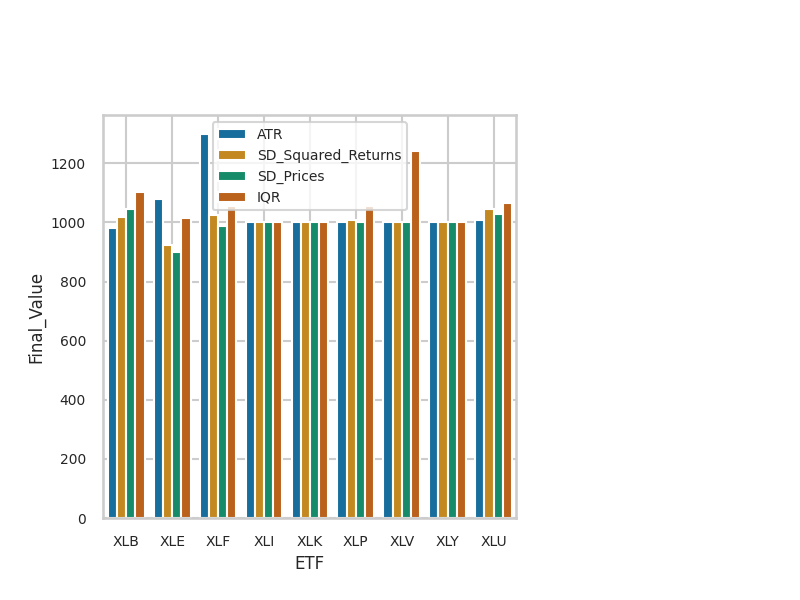 ATR
SD_Squared_Returns
SD_Prices
IQR
1200
1000
800
600
400
200
0
Final_Value
XLB XLE XLF XLI XLK XLP XLV XLY XLU
ETF